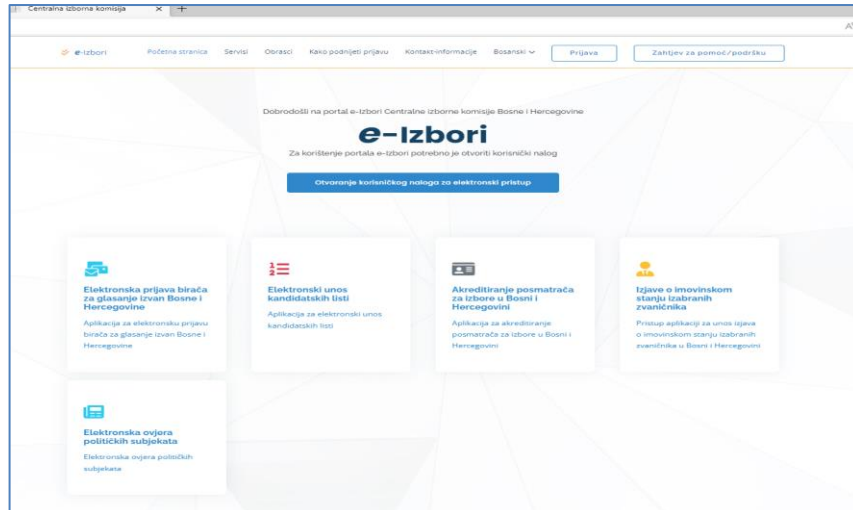 Centralna izborna komisija
e-Izbori
Početna stranica Servisi Obrasci Kako podnijeti prijavu Kontakt-informacije Bosanski Prijava Zahtjev za pomoć/podršku
Dobrodošli na portal e-Izbori Centralne izborne komisije Bosne i Hercegovine
e-Izbori
Za korištenje portala e-Izbori potrebno je otvoriti korisnički nalog
Otvaranje korisničkog naloga za elektronski pristup
Elektronska prijava birača
za glasanje izvan Bosne i
Hercegovine
Aplikacija za elektronsku prijavu
birača za glasanje izvan Bosne i
Hercegovine
Elektronski unos
kandidatskih listi
Aplikacija za elektronski unos
kandidatskih listi
Akreditiranje posmatrača
za izbore u Bosni i
Hercegovini
Aplikacija za akreditiranje
posmatrača za izbore u Bosni i
Hercegovini
Izjave o imovinskom
stanju izabranih
zvaničnika
Pristup aplikaciji za unos izjava
o imovinskom stanju izabranih
zvaničnika u Bosni i Hercegovini
Elektronska ovjera
političkih subjekata
Elektronska ovjera političkih
subjekata